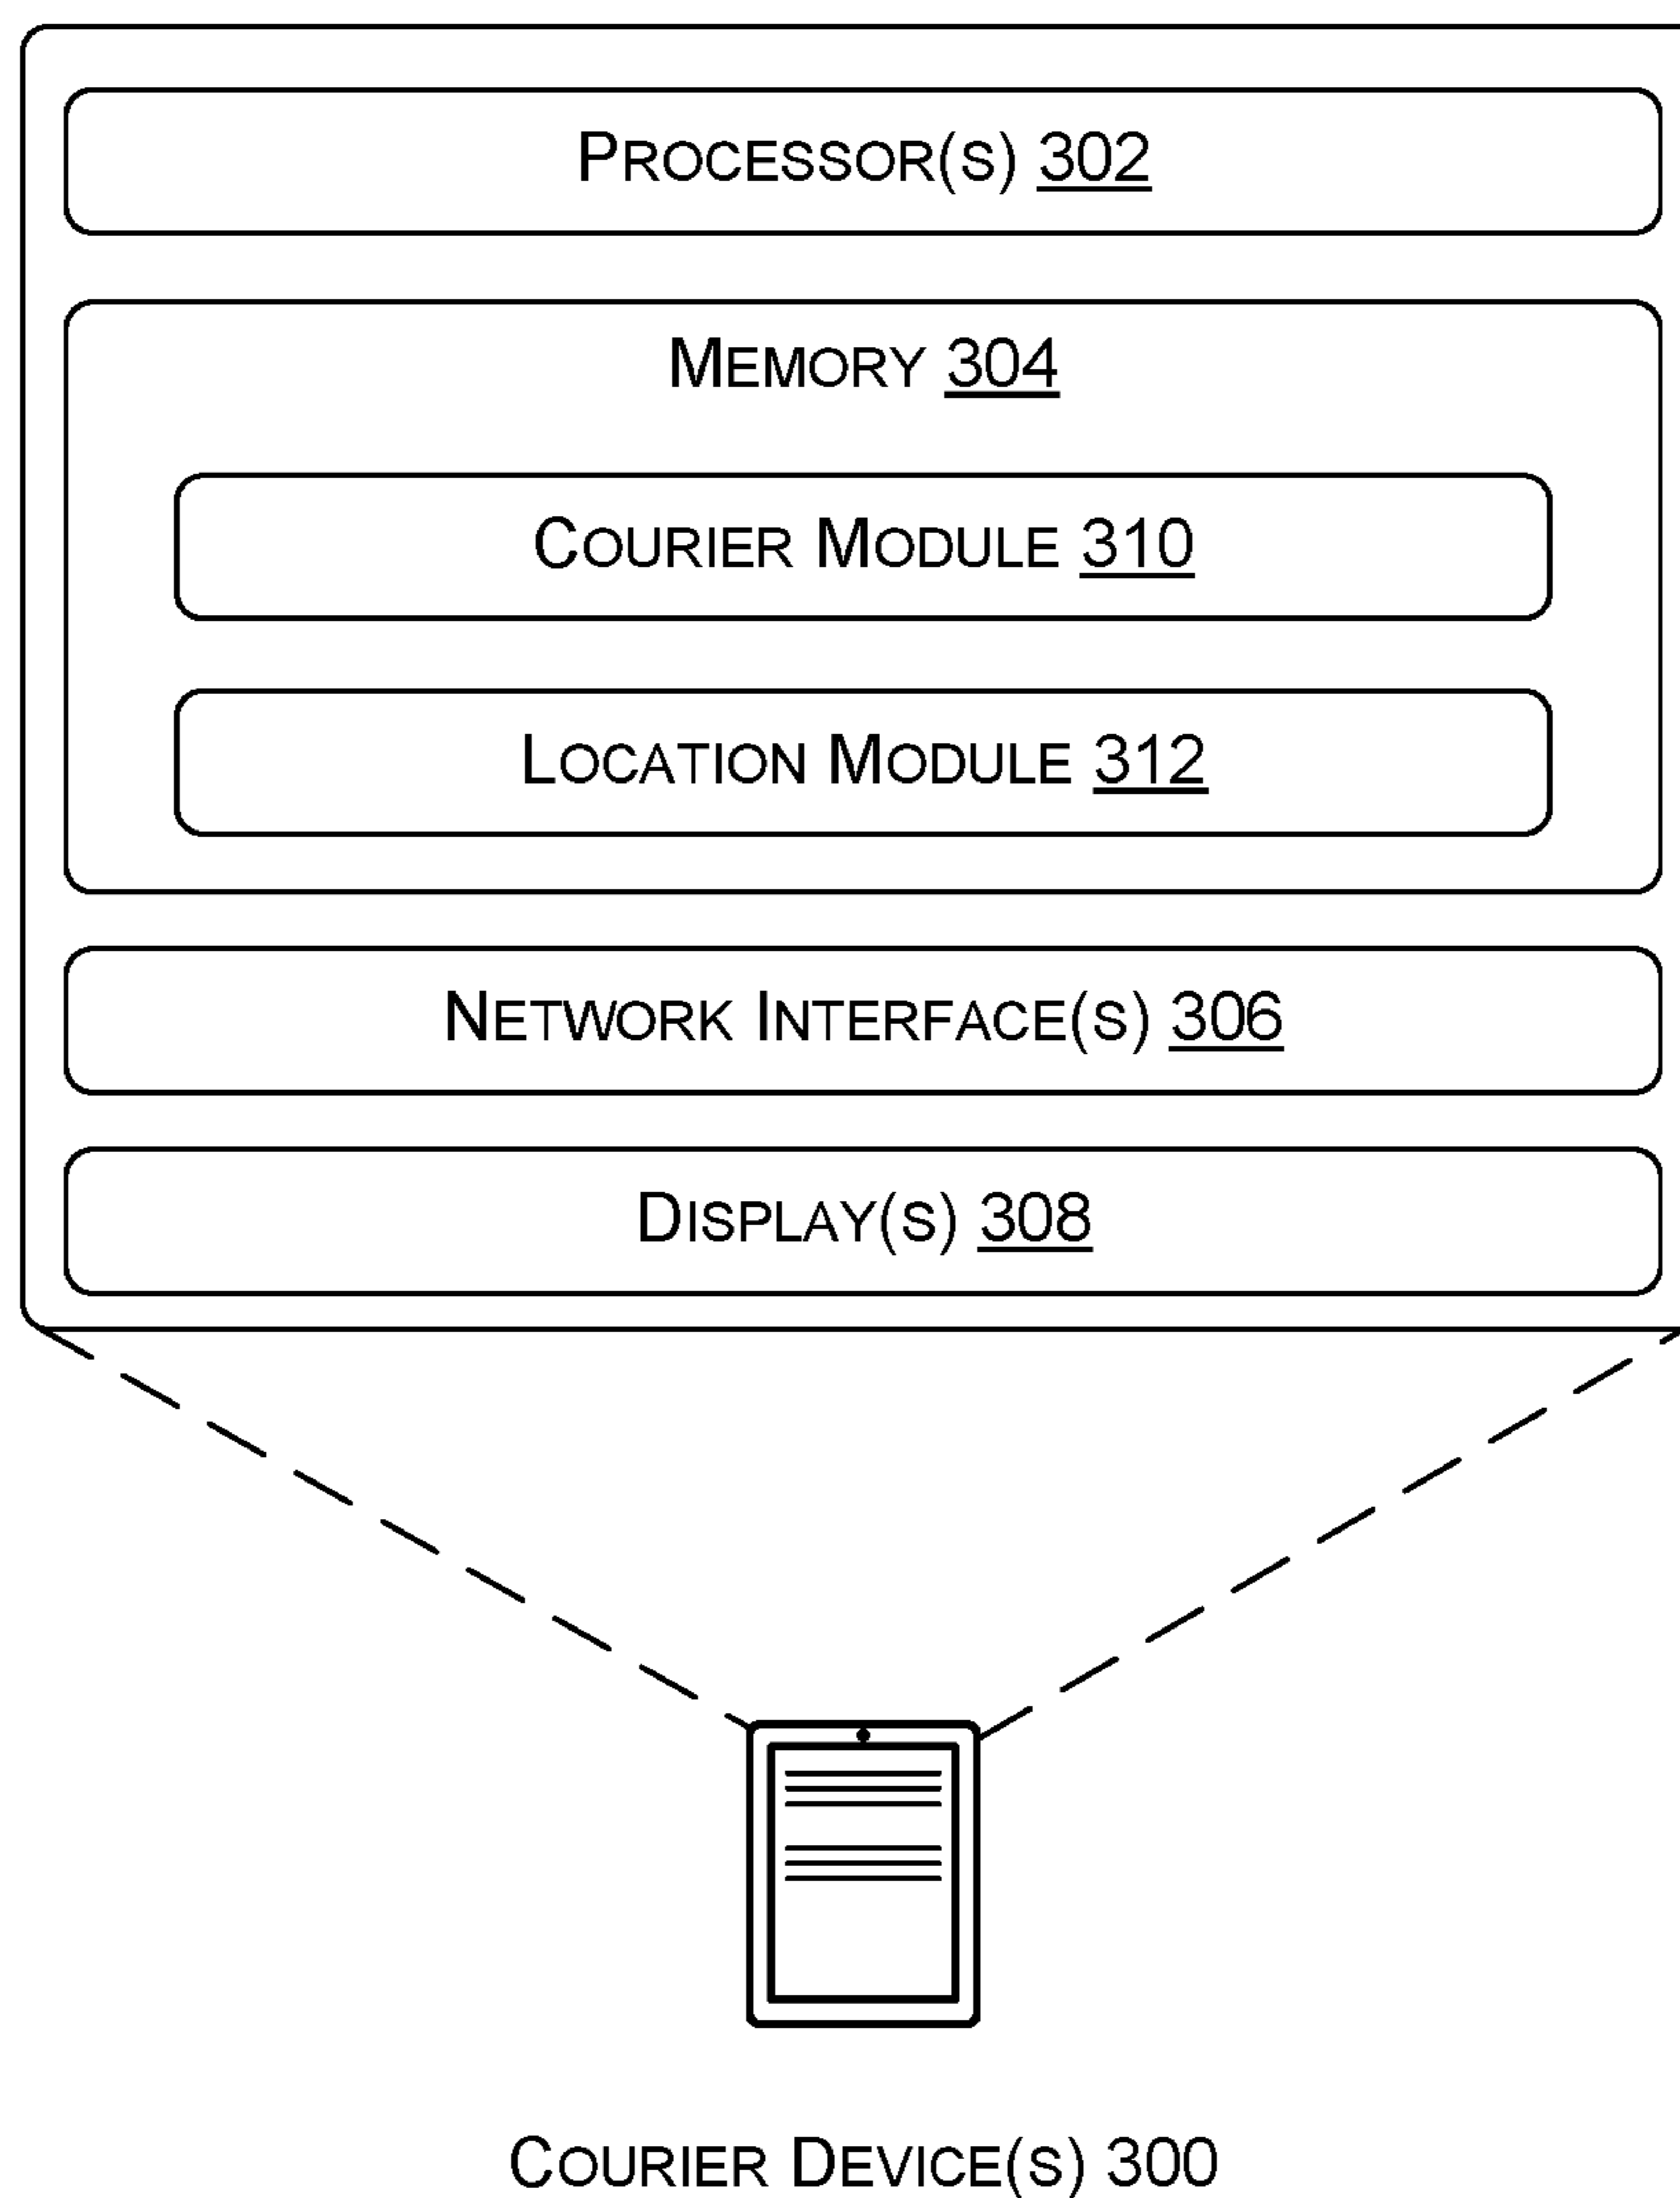 PROCESSOR(S) 302
MEMORY 304
COURIER MODULE 310
LOCATION MODULE 312
NETWORK INTERFACE(S) 306
DISPLAY(S) 308
COURIER DEVICE(S) 300